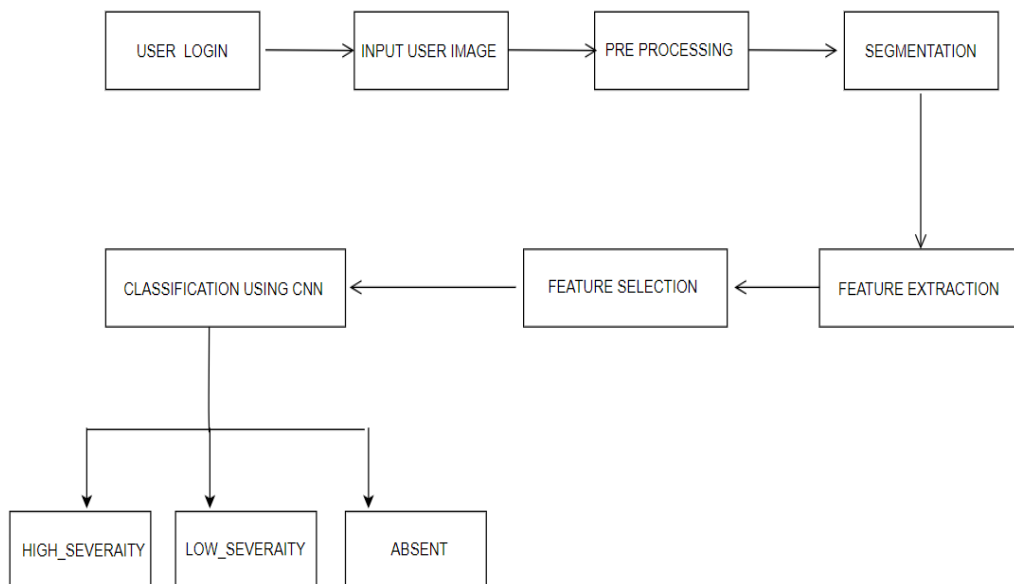 USER LOGIN
INPUT USER IMAGE
PRE PROCESSING
SEGMENTATION
FEATURE EXTRACTION
FEATURE SELECTION
CLASSIFICATION USING CNN
HIGH_SEVERAITY
LOW_SEVERAITY
ABSENT